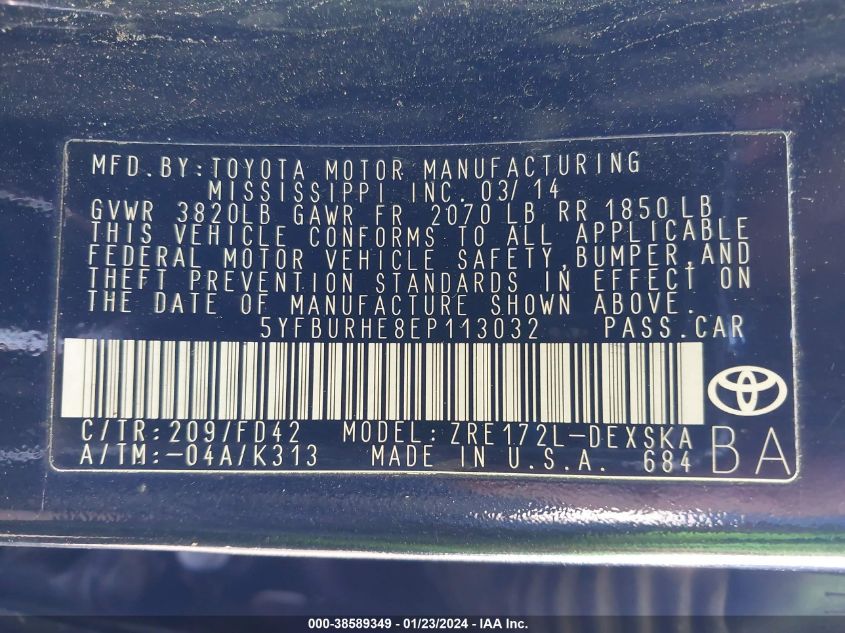 MFD. BY: TOYOTA MOTOR MANUFACTURING
MISSISSIPPI INC. 03/14
GVWR 3820LB GAWR FR 2070LB RR 1850LB
THIS VEHICLE CONFORMS TO ALL APPLICABLE
FEDERAL MOTOR VEHICLE SAFETY, BUMPER, AND
THEFT PREVENTION STANDARDS IN EFFECT ON
THE DATE OF MANUFACTURE SHOWN ABOVE.
5YFBURHE8EP113032 PASS.CAR
C/TR: 209/FD42 MODEL: ZRE172L-DEXSKA
A/TM: -04A/K313 MADE IN U.S.A. 684 BA
000-38589349 | 01/23/2024 - IAA Inc.